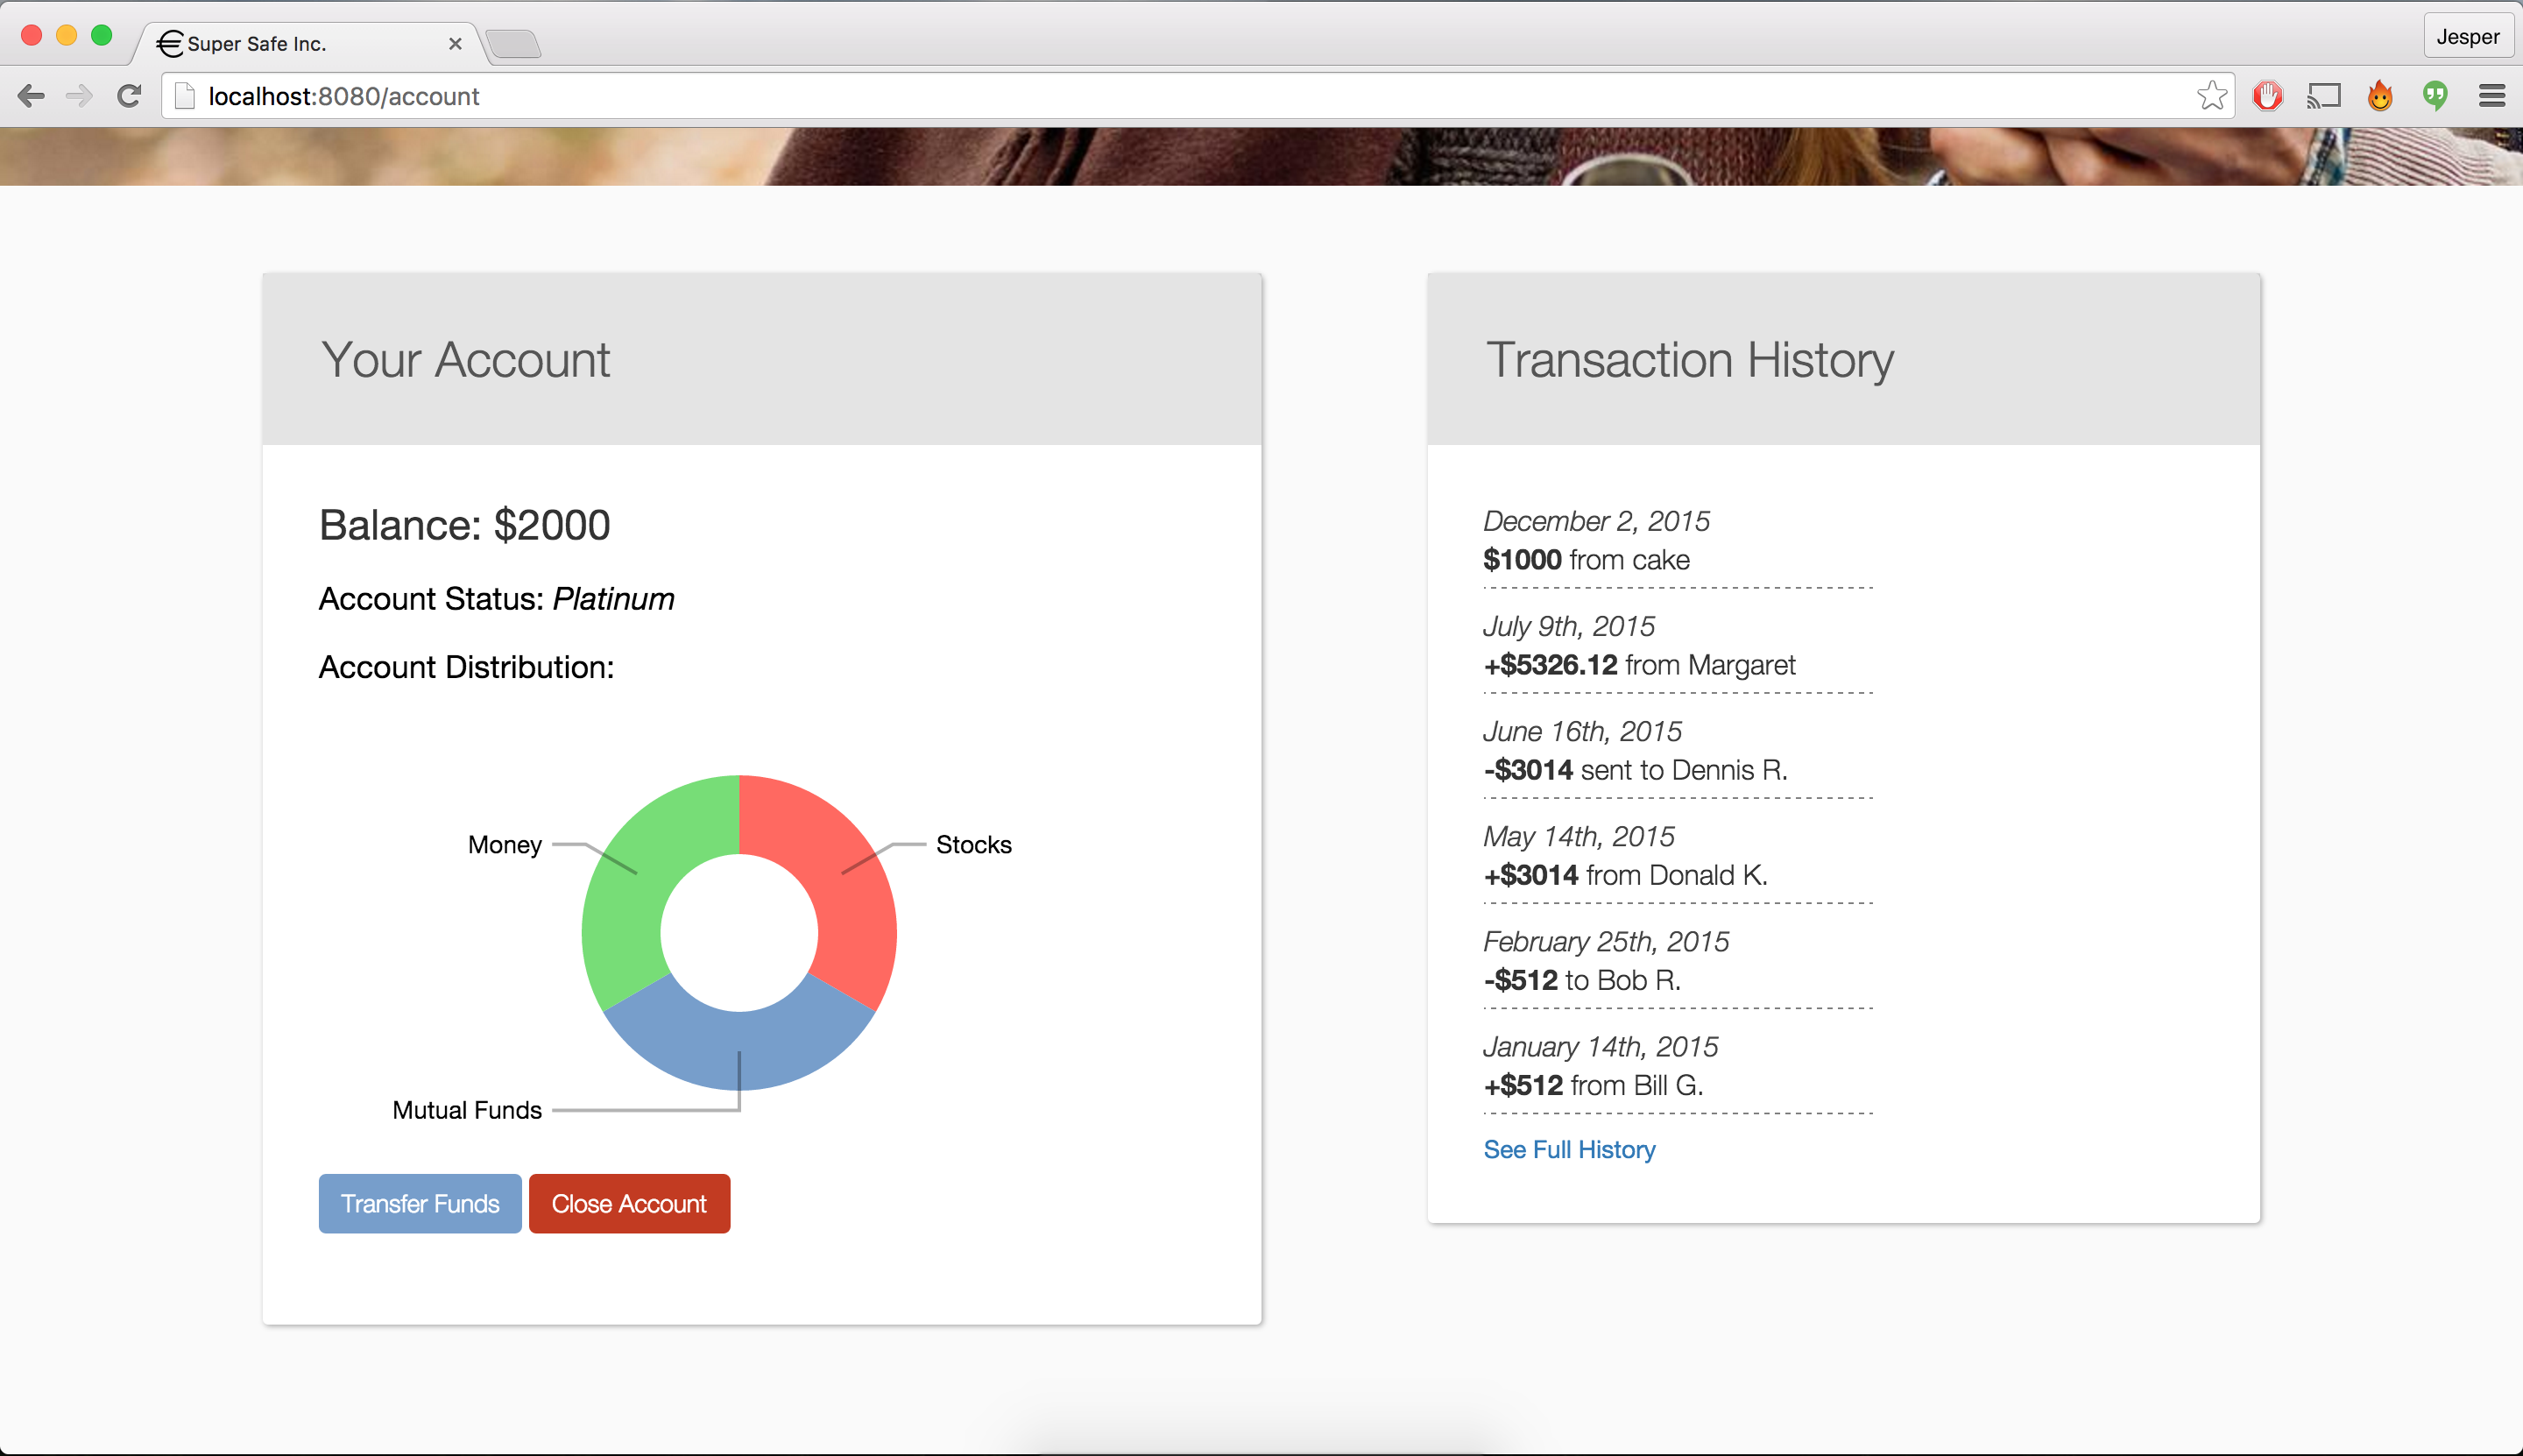 Super Safe Inc.
Jesper
localhost:8080/account
Your Account
Balance: $2000
Account Status: Platinum
Account Distribution:
Money
Stocks
Mutual Funds
Transfer Funds
Close Account
Transaction History
December 2, 2015
$1000 from cake
July 9th, 2015
+$5326.12 from Margaret
June 16th, 2015
-$3014 sent to Dennis R.
May 14th, 2015
+$3014 from Donald K.
February 25th, 2015
-$512 to Bob R.
January 14th, 2015
+$512 from Bill G.
See Full History